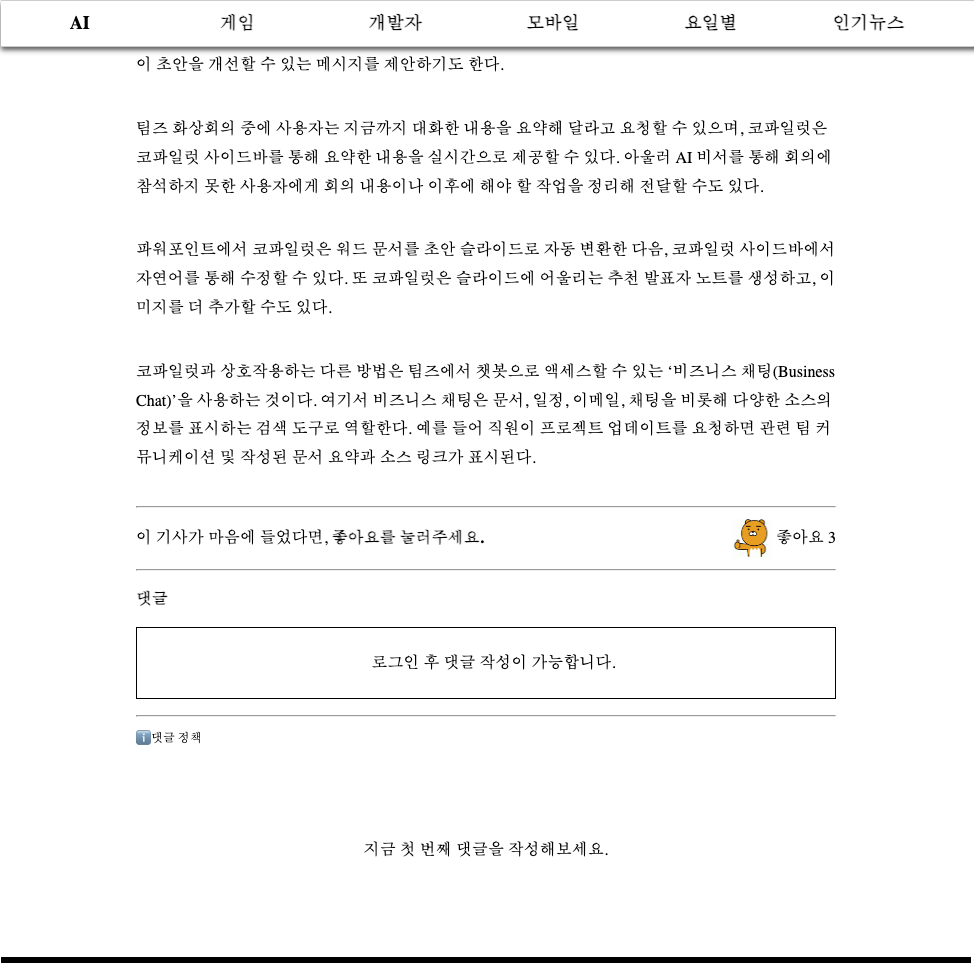 AI 게임 개발자 모바일 요일별 인기뉴스
이 초안을 개선할 수 있는 메시지를 제안하기도 한다.
팀즈 화상회의 중에 사용자는 지금까지 대화한 내용을 요약해 달라고 요청할 수 있으며, 코파일럿은
코파일럿 사이드바를 통해 요약한 내용을 실시간으로 제공할 수 있다. 아울러 AI 비서를 통해 회의에
참석하지 못한 사용자에게 회의 내용이나 이후에 해야 할 작업을 정리해 전달할 수도 있다.
파워포인트에서 코파일럿은 워드 문서를 초안 슬라이드로 자동 변환한 다음, 코파일럿 사이드바에서
자연어를 통해 수정할 수 있다. 또 코파일럿은 슬라이드에 어울리는 추천 발표자 노트를 생성하고, 이
미지를 더 추가할 수도 있다.
코파일럿과 상호작용하는 다른 방법은 팀즈에서 챗봇으로 액세스할 수 있는 ‘비즈니스 채팅(Business
Chat)’을 사용하는 것이다. 여기서 비즈니스 채팅은 문서, 일정, 이메일, 채팅을 비롯해 다양한 소스의
정보를 표시하는 검색 도구로 역할한다. 예를 들어 직원이 프로젝트 업데이트를 요청하면 관련 팀 커
뮤니케이션 및 작성된 문서 요약과 소스 링크가 표시된다.
이 기사가 마음에 들었다면, 좋아요를 눌러주세요. 좋아요 3
댓글
로그인 후 댓글 작성이 가능합니다.
ℹ️댓글 정책
지금 첫 번째 댓글을 작성해보세요.